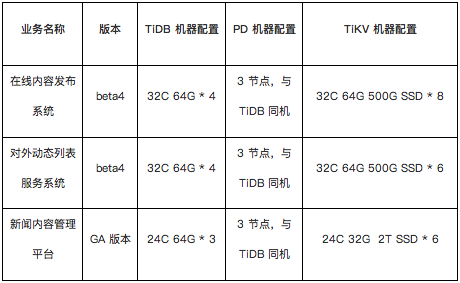 业务名称 版本 TiDB 机器配置 PD 机器配置 TiKV 机器配置
在线内容发布
系统
beta4
32C 64G * 4
3 节点，与
TiDB 同机
32C 64G 500G SSD * 8
对外动态列表
服务系统
beta4
32C 64G * 4
3 节点，与
TiDB 同机
32C 64G 500G SSD * 6
新闻内容管理
平台
GA 版本
24C 64G * 3
3 节点，与
TiDB 同机
24C 32G 2T SSD * 6